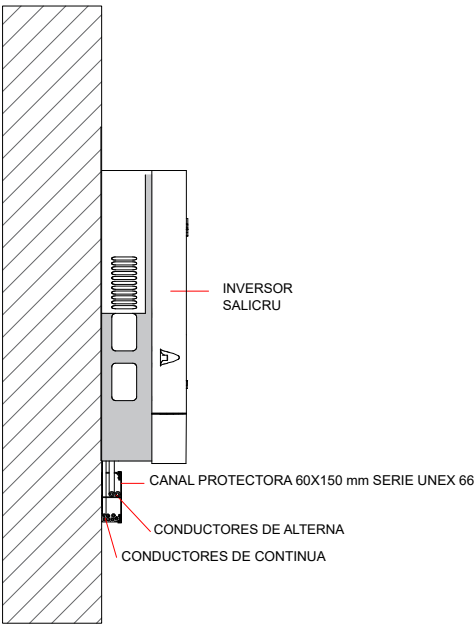 INVERSOR
SALICRU
CANAL PROTECTORA 60X150 mm SERIE UNEX 66
CONDUCTORES DE ALTERNA
CONDUCTORES DE CONTINUA